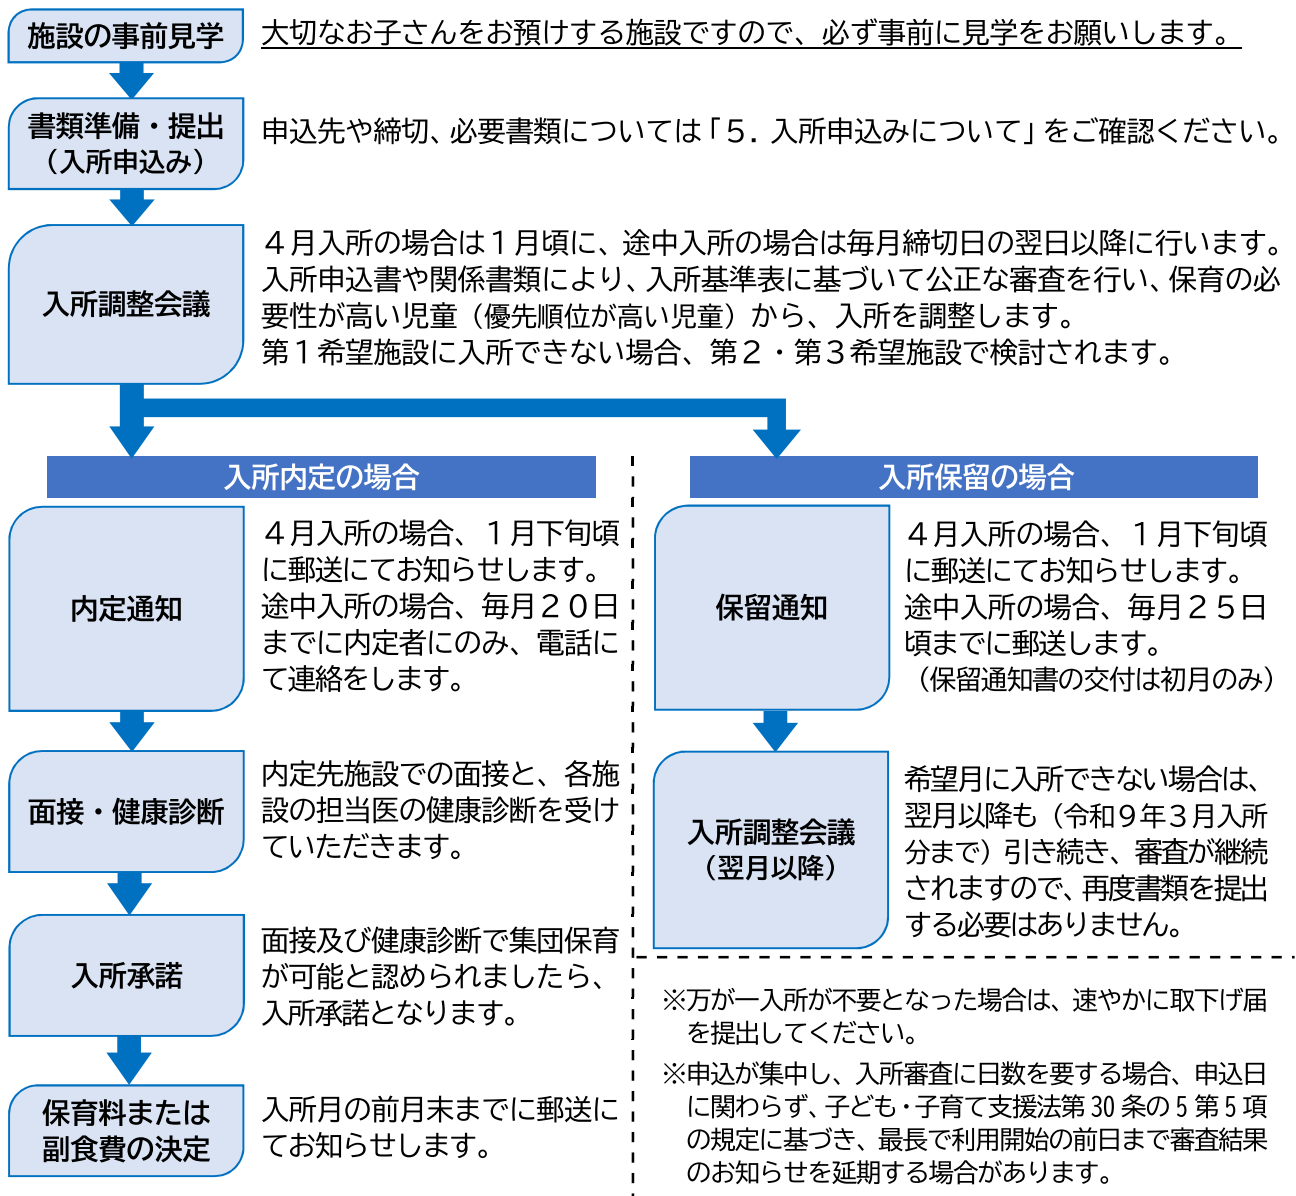 施設の事前見学
大切なお子さんをお預けする施設ですので、必ず事前に見学をお願いします。
書類準備・提出
（入所申込み）
申込先や締切、必要書類については「５．入所申込みについて」をご確認ください。
入所調整会議
４月入所の場合は１月頃に、途中入所の場合は毎月締切日の翌日以降に行います。
入所申込書や関係書類により、入所基準表に基づいて公正な審査を行い、保育の必
要性が高い児童（優先順位が高い児童）から、入所を調整します。
第１希望施設に入所できない場合、第２・第３希望施設で検討されます。
入所内定の場合
内定通知
４月入所の場合、１月下旬頃
に郵送にてお知らせします。
途中入所の場合、毎月２０日
までに内定者にのみ、電話に
て連絡をします。
面接・健康診断
内定先施設での面接と、各施
設の担当医の健康診断を受け
ていただきます。
入所承諾
面接及び健康診断で集団保育
が可能と認められましたら、
入所承諾となります。
保育料または
副食費の決定
入所月の前月末までに郵送に
てお知らせします。
入所保留の場合
保留通知
４月入所の場合、１月下旬頃
に郵送にてお知らせします。
途中入所の場合、毎月２５日
頃までに郵送します。
（保留通知書の交付は初月のみ）
入所調整会議
（翌月以降）
希望月に入所できない場合は、
翌月以降も（令和９年３月入所
分まで）引き続き、審査が継続
されますので、再度書類を提出
する必要はありません。
※万が一入所が不要となった場合は、速やかに取下げ届
を提出してください。
※申込が集中し、入所審査に日数を要する場合、申込日
に関わらず、子ども・子育て支援法第 30 条の 5 第 5 項
の規定に基づき、最長で利用開始の前日まで審査結果
のお知らせを延期する場合があります。